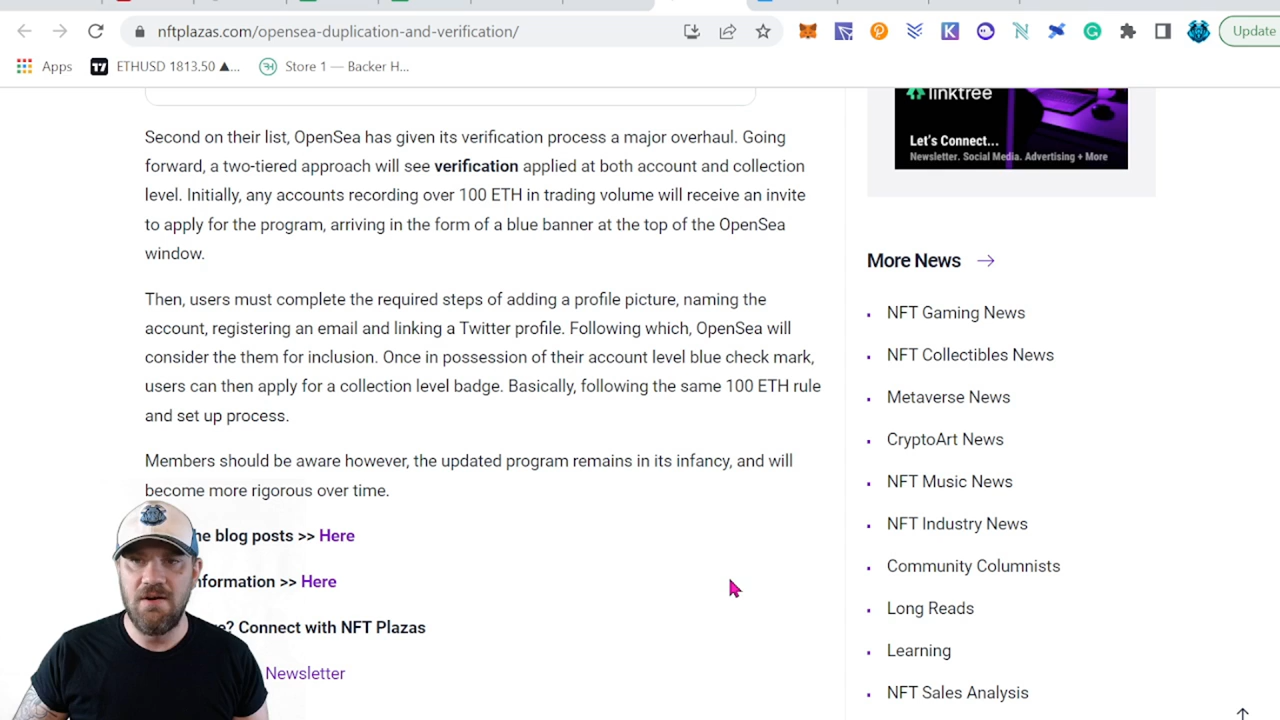 nftplazas.com/opensea-duplication-and-verification/
Update
Apps
ETHUSD 1813.50 ▲...
Store 1 — Backer H...
Second on their list, OpenSea has given its verification process a major overhaul. Going
forward, a two-tiered approach will see verification applied at both account and collection
level. Initially, any accounts recording over 100 ETH in trading volume will receive an invite
to apply for the program, arriving in the form of a blue banner at the top of the OpenSea
window.
Then, users must complete the required steps of adding a profile picture, naming the
account, registering an email and linking a Twitter profile. Following which, OpenSea will
consider the them for inclusion. Once in possession of their account level blue check mark,
users can then apply for a collection level badge. Basically, following the same 100 ETH rule
and set up process.
Members should be aware however, the updated program remains in its infancy, and will
become more rigorous over time.
he blog posts >> Here
nformation >> Here
e? Connect with NFT Plazas
Newsletter
linktree
Let's Connect...
Newsletter. Social Media. Advertising + More
More News →
NFT Gaming News
NFT Collectibles News
Metaverse News
CryptoArt News
NFT Music News
NFT Industry News
Community Columnists
Long Reads
Learning
NFT Sales Analysis